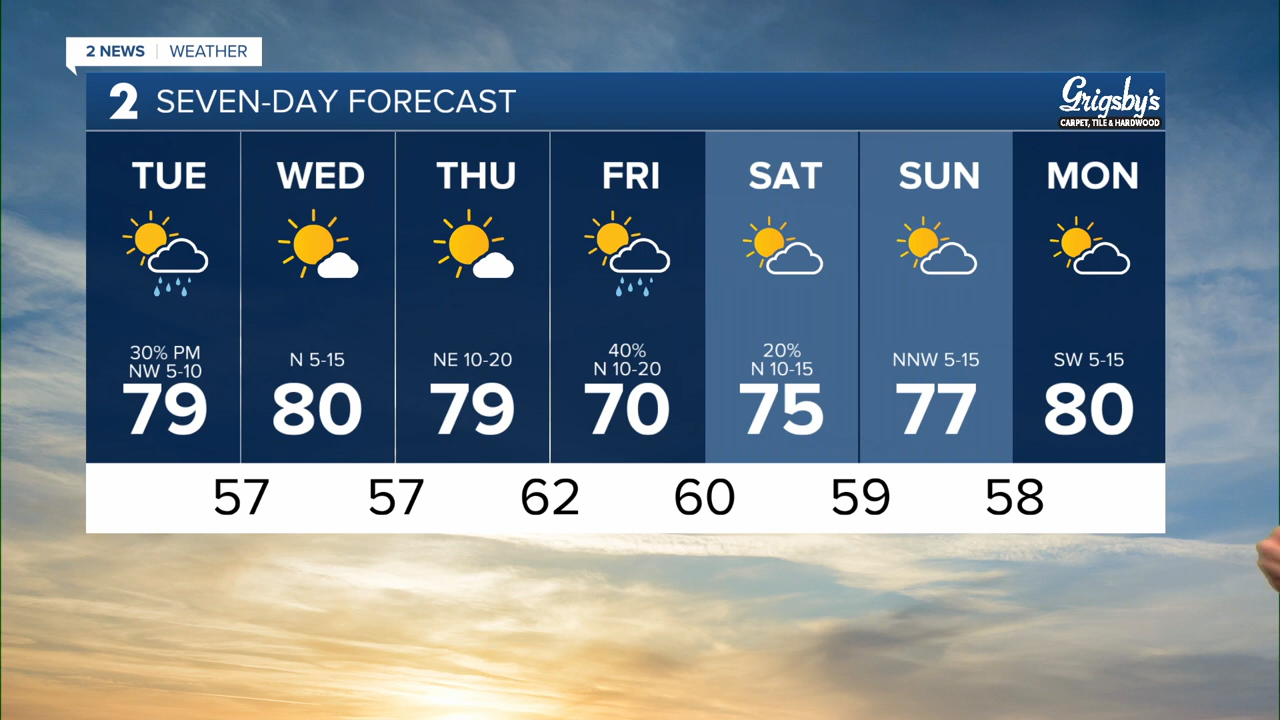 2 NEWS | WEATHER
2 SEVEN-DAY FORECAST
Grigsby's
CARPET, TILE & HARDWOOD
TUE WED THU FRI SAT SUN MON
30% PM
NW 5-10
N 5-15
NE 10-20
40%
N 10-20
20%
N 10-15
NNW 5-15
SW 5-15
79 80 79 70 75 77 80
57 57 62 60 59 58